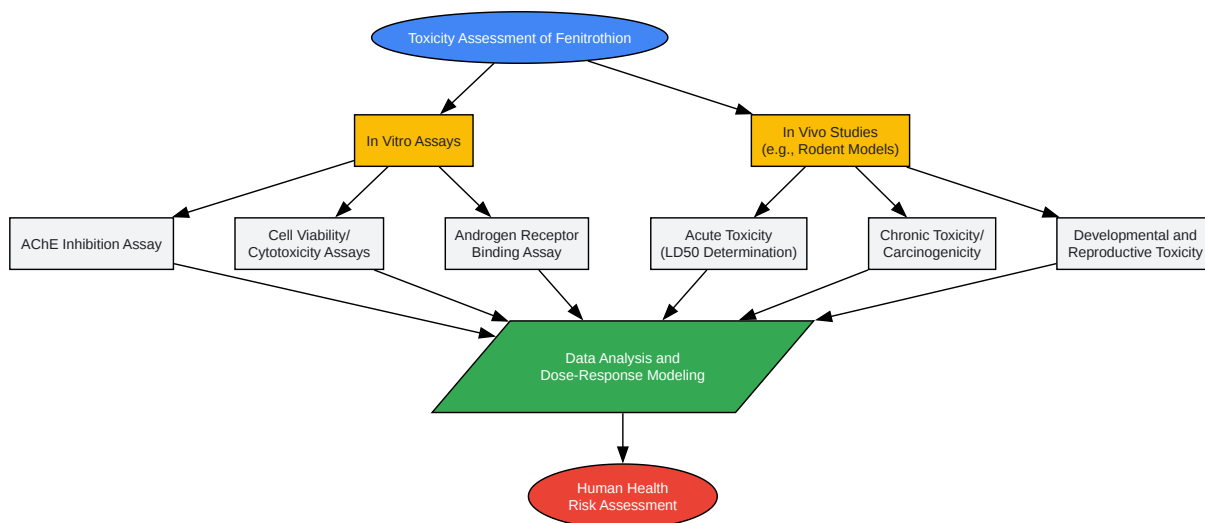 Toxicity Assessment of Fenitrothion
In Vitro Assays
In Vivo Studies
(e.g., Rodent Models)
AChE Inhibition Assay
Cell Viability/
Cytotoxicity Assays
Androgen Receptor
Binding Assay
Acute Toxicity
(LD50 Determination)
Chronic Toxicity/
Carcinogenicity
Developmental and
Reproductive Toxicity
Data Analysis and
Dose-Response Modeling
Human Health
Risk Assessment